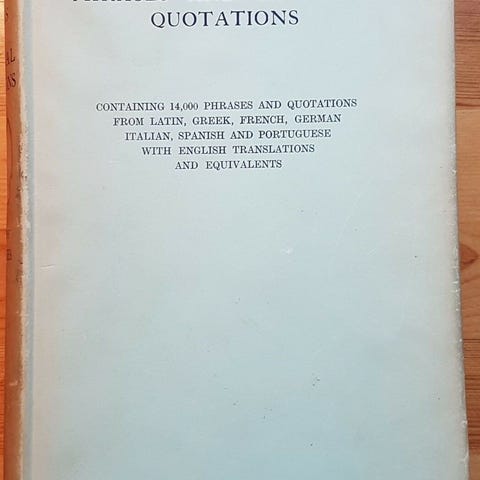 QUOTATIONS
CONTAINING 14,000 PHRASES AND QUOTATIONS
FROM LATIN, GREEK, FRENCH, GERMAN
ITALIAN, SPANISH AND PORTUGUESE
WITH ENGLISH TRANSLATIONS
AND EQUIVALENTS